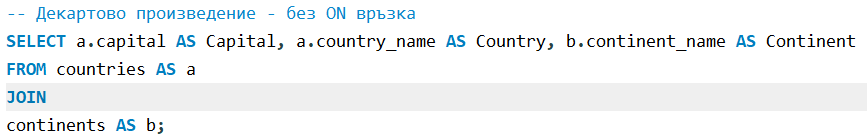 -- Декартово произведение - без ON връзка
SELECT a.capital AS Capital, a.country_name AS Country, b.continent_name AS Continent
FROM countries AS a
JOIN
continents AS b;